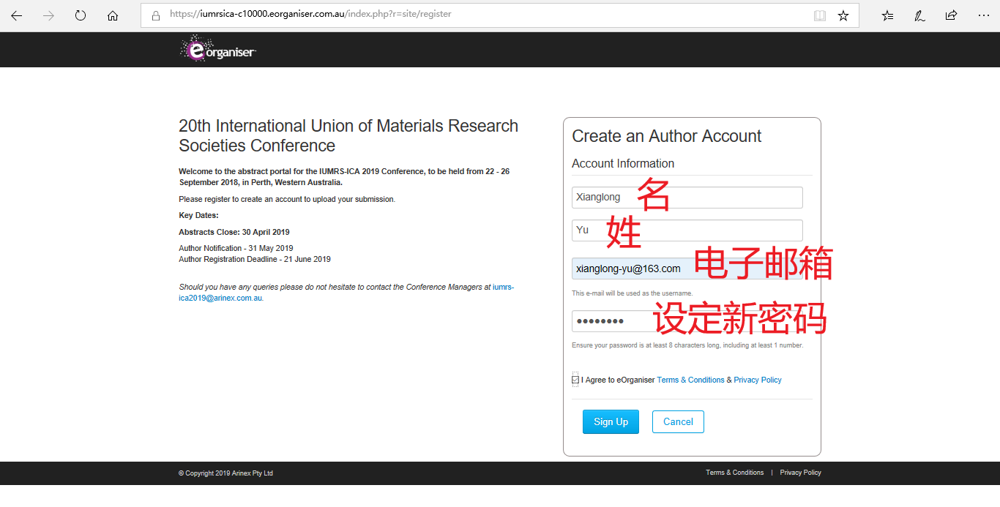 https://iumrsica-c10000.eorganiser.com.au/index.php?r=site/register
eorganiser
20th International Union of Materials Research
Societies Conference
Welcome to the abstract portal for the IUMRS-ICA 2019 Conference, to be held from 22 - 26
September 2018, in Perth, Western Australia.
Please register to create an account to upload your submission.
Key Dates:
Abstracts Close: 30 April 2019
Author Notification - 31 May 2019
Author Registration Deadline - 21 June 2019
Should you have any queries please do not hesitate to contact the Conference Managers at iumrs-
ica2019@arinex.com.au.
Create an Author Account
Account Information
Xianglong 名
Yu 姓
xianglong-yu@163.com 电子邮箱
This e-mail will be used as the username.
●●●●●●●● 设定新密码
Ensure your password is at least 8 characters long, including at least 1 number.
I Agree to eOrganiser Terms & Conditions & Privacy Policy
Sign Up Cancel
© Copyright 2019 Arinex Pty Ltd
Terms & Conditions | Privacy Policy